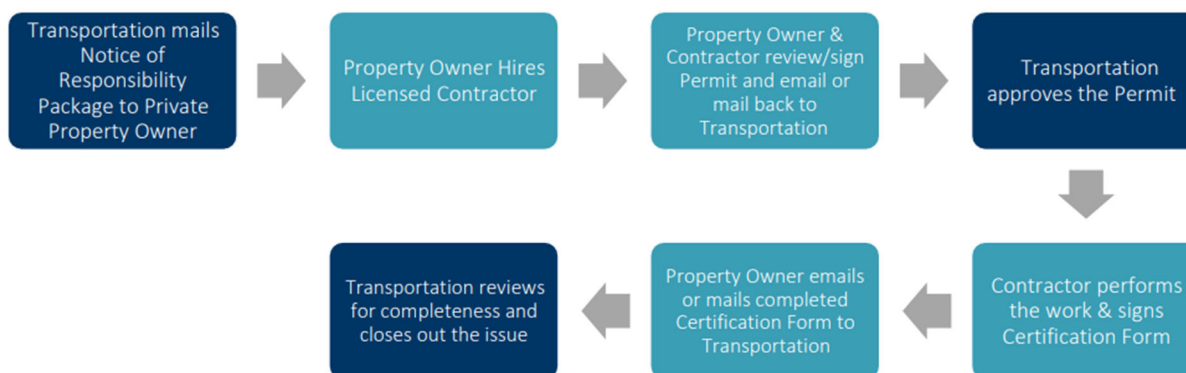 Transportation mails
Notice of
Responsibility
Package to Private
Property Owner
Property Owner Hires
Licensed Contractor
Property Owner &
Contractor review/sign
Permit and email or
mail back to
Transportation
Transportation
approves the Permit
Contractor performs
the work & signs
Certification Form
Property Owner emails
or mails completed
Certification Form to
Transportation
Transportation reviews
for completeness and
closes out the issue